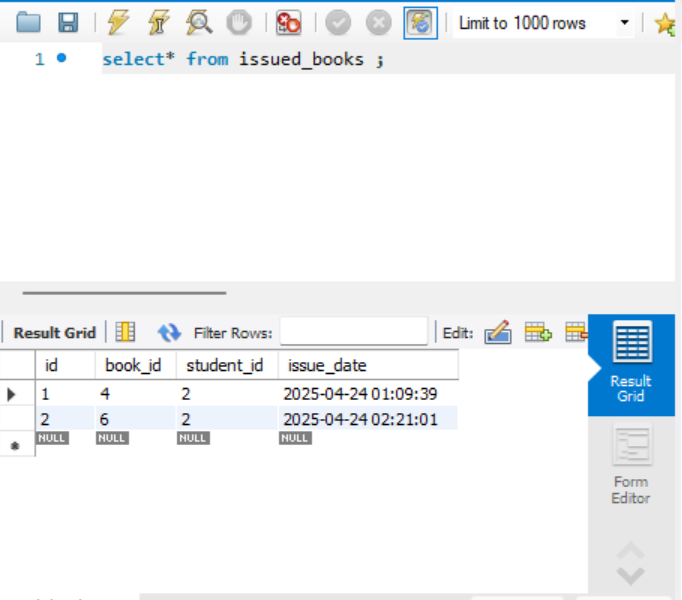 Limit to 1000 rows
1 select* from issued_books ;
Result Grid Filter Rows: Edit:
id book_id student_id issue_date
1 4 2 2025-04-24 01:09:39
2 6 2 2025-04-24 02:21:01
NULL NULL NULL NULL
Result
Grid
Form
Editor